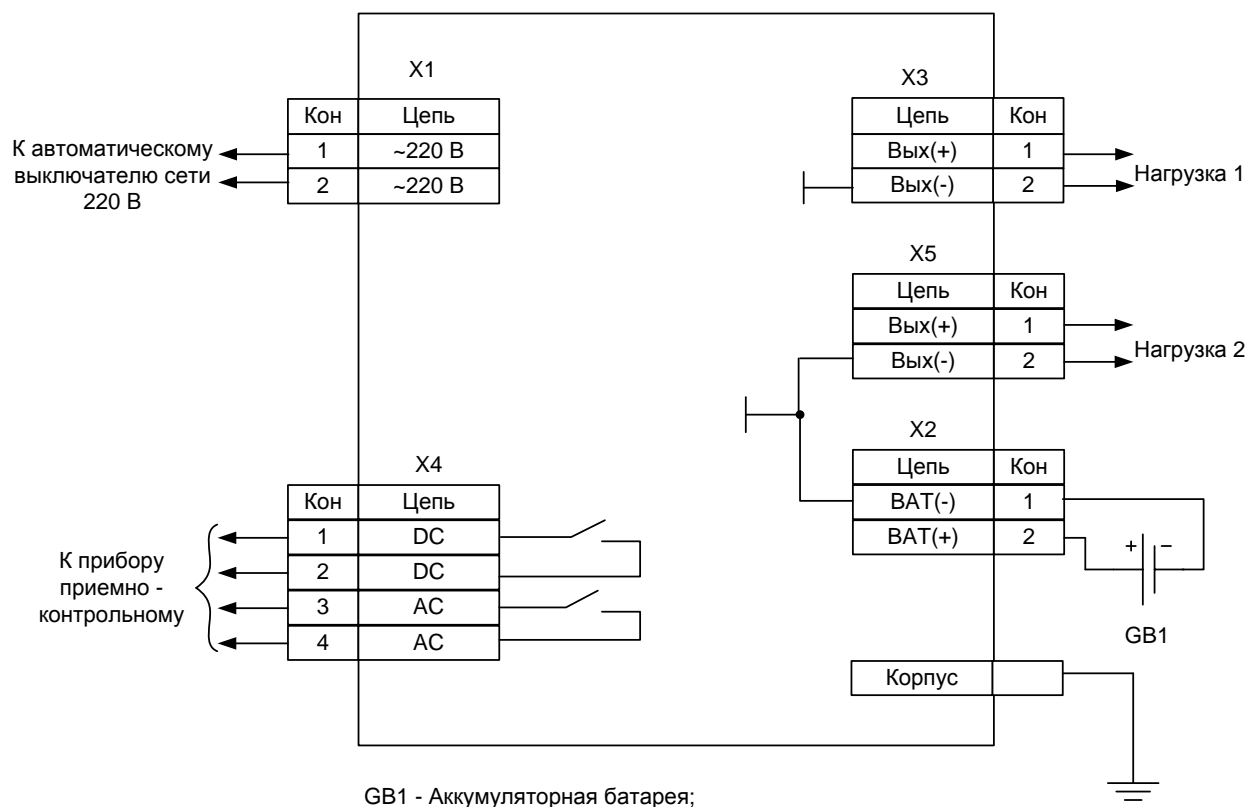 X1
Кон Цепь
1 ~220 В
2 ~220 В
К автоматическому
выключателю сети
220 В
X3
Цепь Кон
Вых(+) 1
Вых(-) 2
Нагрузка 1
X5
Цепь Кон
Вых(+) 1
Вых(-) 2
Нагрузка 2
X2
Цепь Кон
BAT(-) 1
BAT(+) 2
+ −
GB1
X4
Кон Цепь
1 DC
2 DC
3 AC
4 AC
К прибору
приемно -
контрольному
Корпус
GB1 - Аккумуляторная батарея;